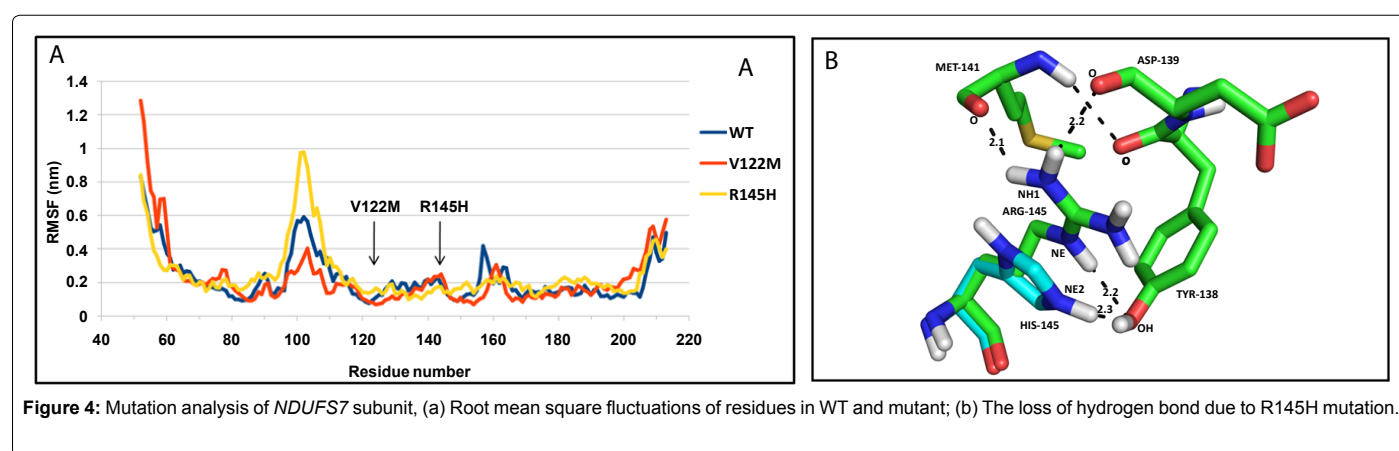 A
A
1.4
1.2
1
0.8
0.6
0.4
0.2
0
RMSF (nm)
V122M
R145H
40 60 80 100 120 140 160 180 200 220
Residue number
WT
V122M
R145H
B
MET-141
ASP-139
O
O
2.2
2.1
O
NH1
ARG-145
NE
NE2
2.2
2.3
TYR-138
HIS-145
OH
Figure 4: Mutation analysis of NDUFS7 subunit, (a) Root mean square fluctuations of residues in WT and mutant; (b) The loss of hydrogen bond due to R145H mutation.